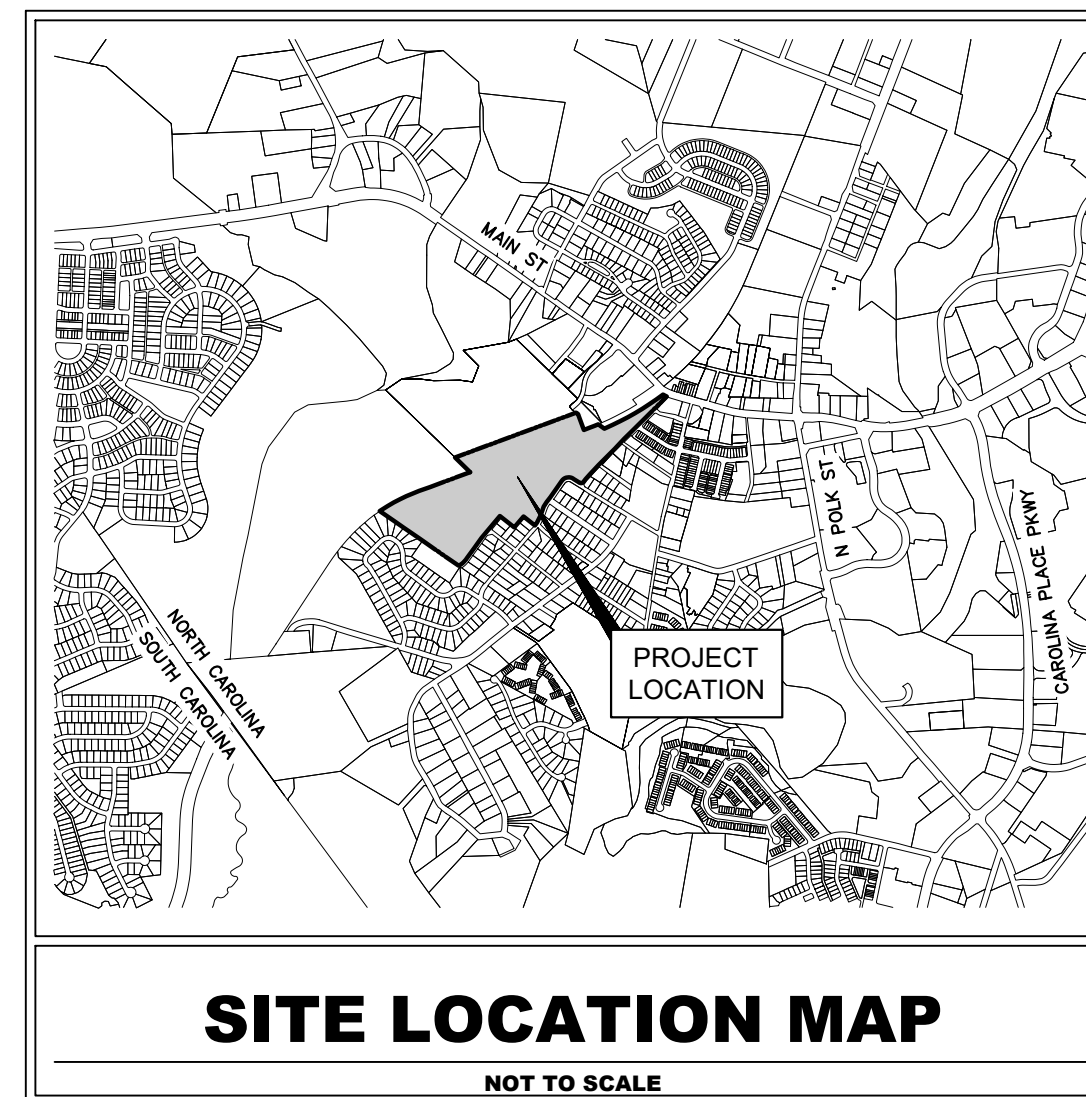 MAIN ST
N POLK ST
CAROLINA PLACE PKWY
NORTH CAROLINA
SOUTH CAROLINA
PROJECT
LOCATION
SITE LOCATION MAP
NOT TO SCALE